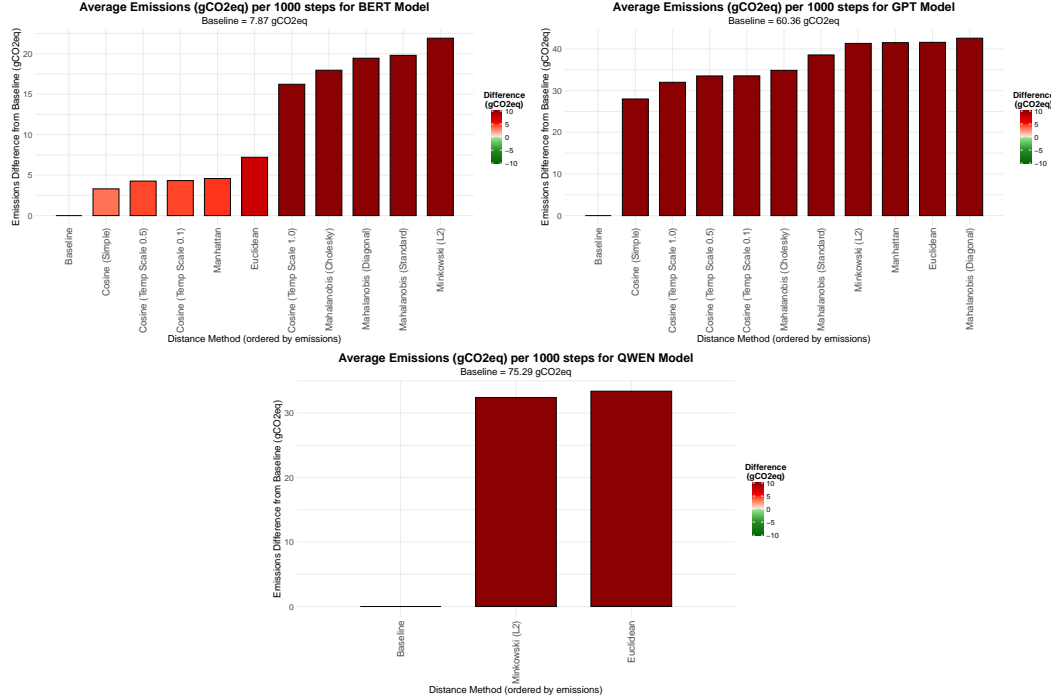 Average Emissions (gCO2eq) per 1000 steps for BERT Model
Baseline = 7.87 gCO2eq
Emissions Difference from Baseline (gCO2eq)
20
15
10
5
0
Baseline
Cosine (Simple)
Cosine (Temp Scale 0.5)
Cosine (Temp Scale 0.1)
Manhattan
Euclidean
Cosine (Temp Scale 1.0)
Mahalanobis (Cholesky)
Mahalanobis (Diagonal)
Mahalanobis (Standard)
Minkowski (L2)
Distance Method (ordered by emissions)
Difference
(gCO2eq)
10
5
0
−5
−10
Average Emissions (gCO2eq) per 1000 steps for GPT Model
Baseline = 60.36 gCO2eq
Emissions Difference from Baseline (gCO2eq)
40
30
20
10
0
Baseline
Cosine (Simple)
Cosine (Temp Scale 1.0)
Cosine (Temp Scale 0.5)
Cosine (Temp Scale 0.1)
Mahalanobis (Cholesky)
Mahalanobis (Standard)
Minkowski (L2)
Manhattan
Euclidean
Mahalanobis (Diagonal)
Distance Method (ordered by emissions)
Difference
(gCO2eq)
10
5
0
−5
−10
Average Emissions (gCO2eq) per 1000 steps for QWEN Model
Baseline = 75.29 gCO2eq
Emissions Difference from Baseline (gCO2eq)
30
20
10
0
Baseline
Minkowski (L2)
Euclidean
Distance Method (ordered by emissions)
Difference
(gCO2eq)
10
5
0
−5
−10